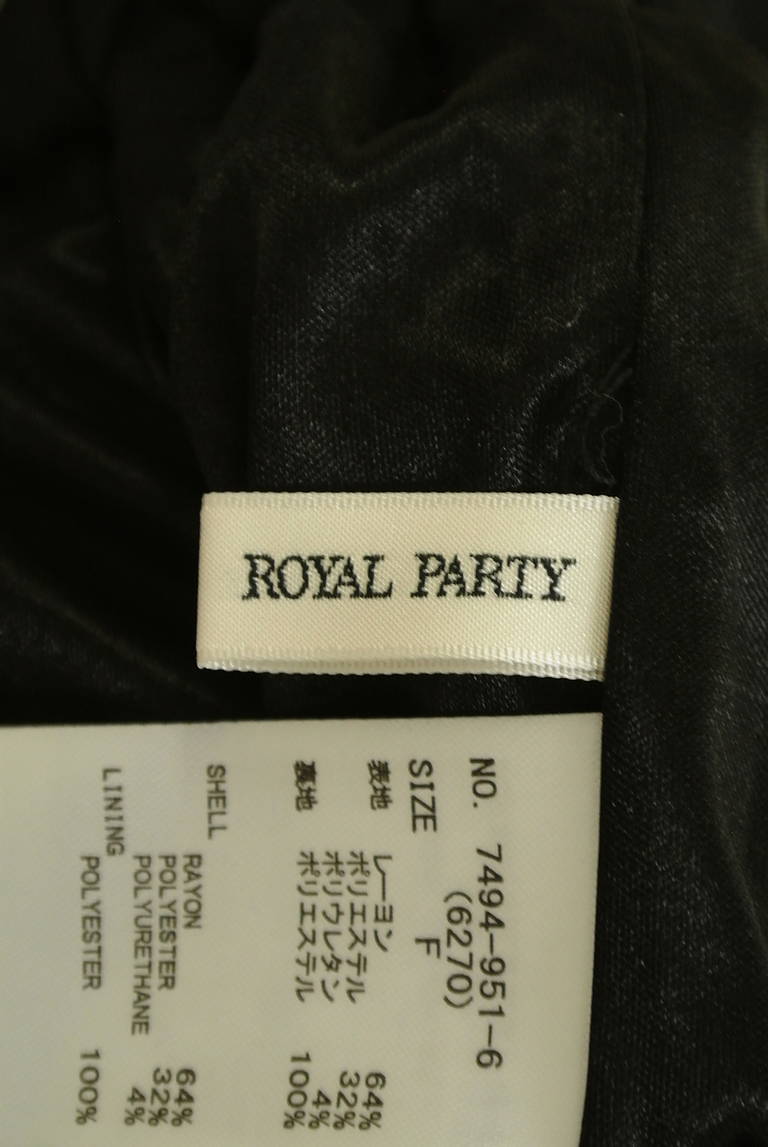 ROYAL PARTY
NO. 7494-951-6
(6270)
SIZE F
表地 レーヨン 64%
ポリエステル 32%
ポリウレタン 4%
裏地 ポリエステル 100%
SHELL
RAYON 64%
POLYESTER 32%
POLYURETHANE 4%
LINING
POLYESTER 100%